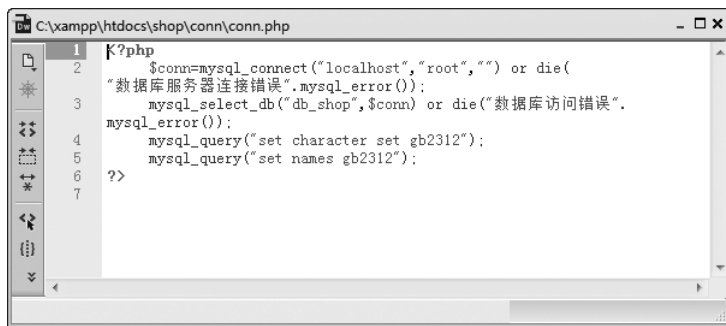 Dw C:\xampp\htdocs\shop\conn\conn.php
1 <?php
2 $conn=mysql_connect("localhost","root","") or die(
"数据库服务器连接错误".mysql_error());
3 mysql_select_db("db_shop",$conn) or die("数据库访问错误".
mysql_error());
4 mysql_query("set character set gb2312");
5 mysql_query("set names gb2312");
6 ?>
7